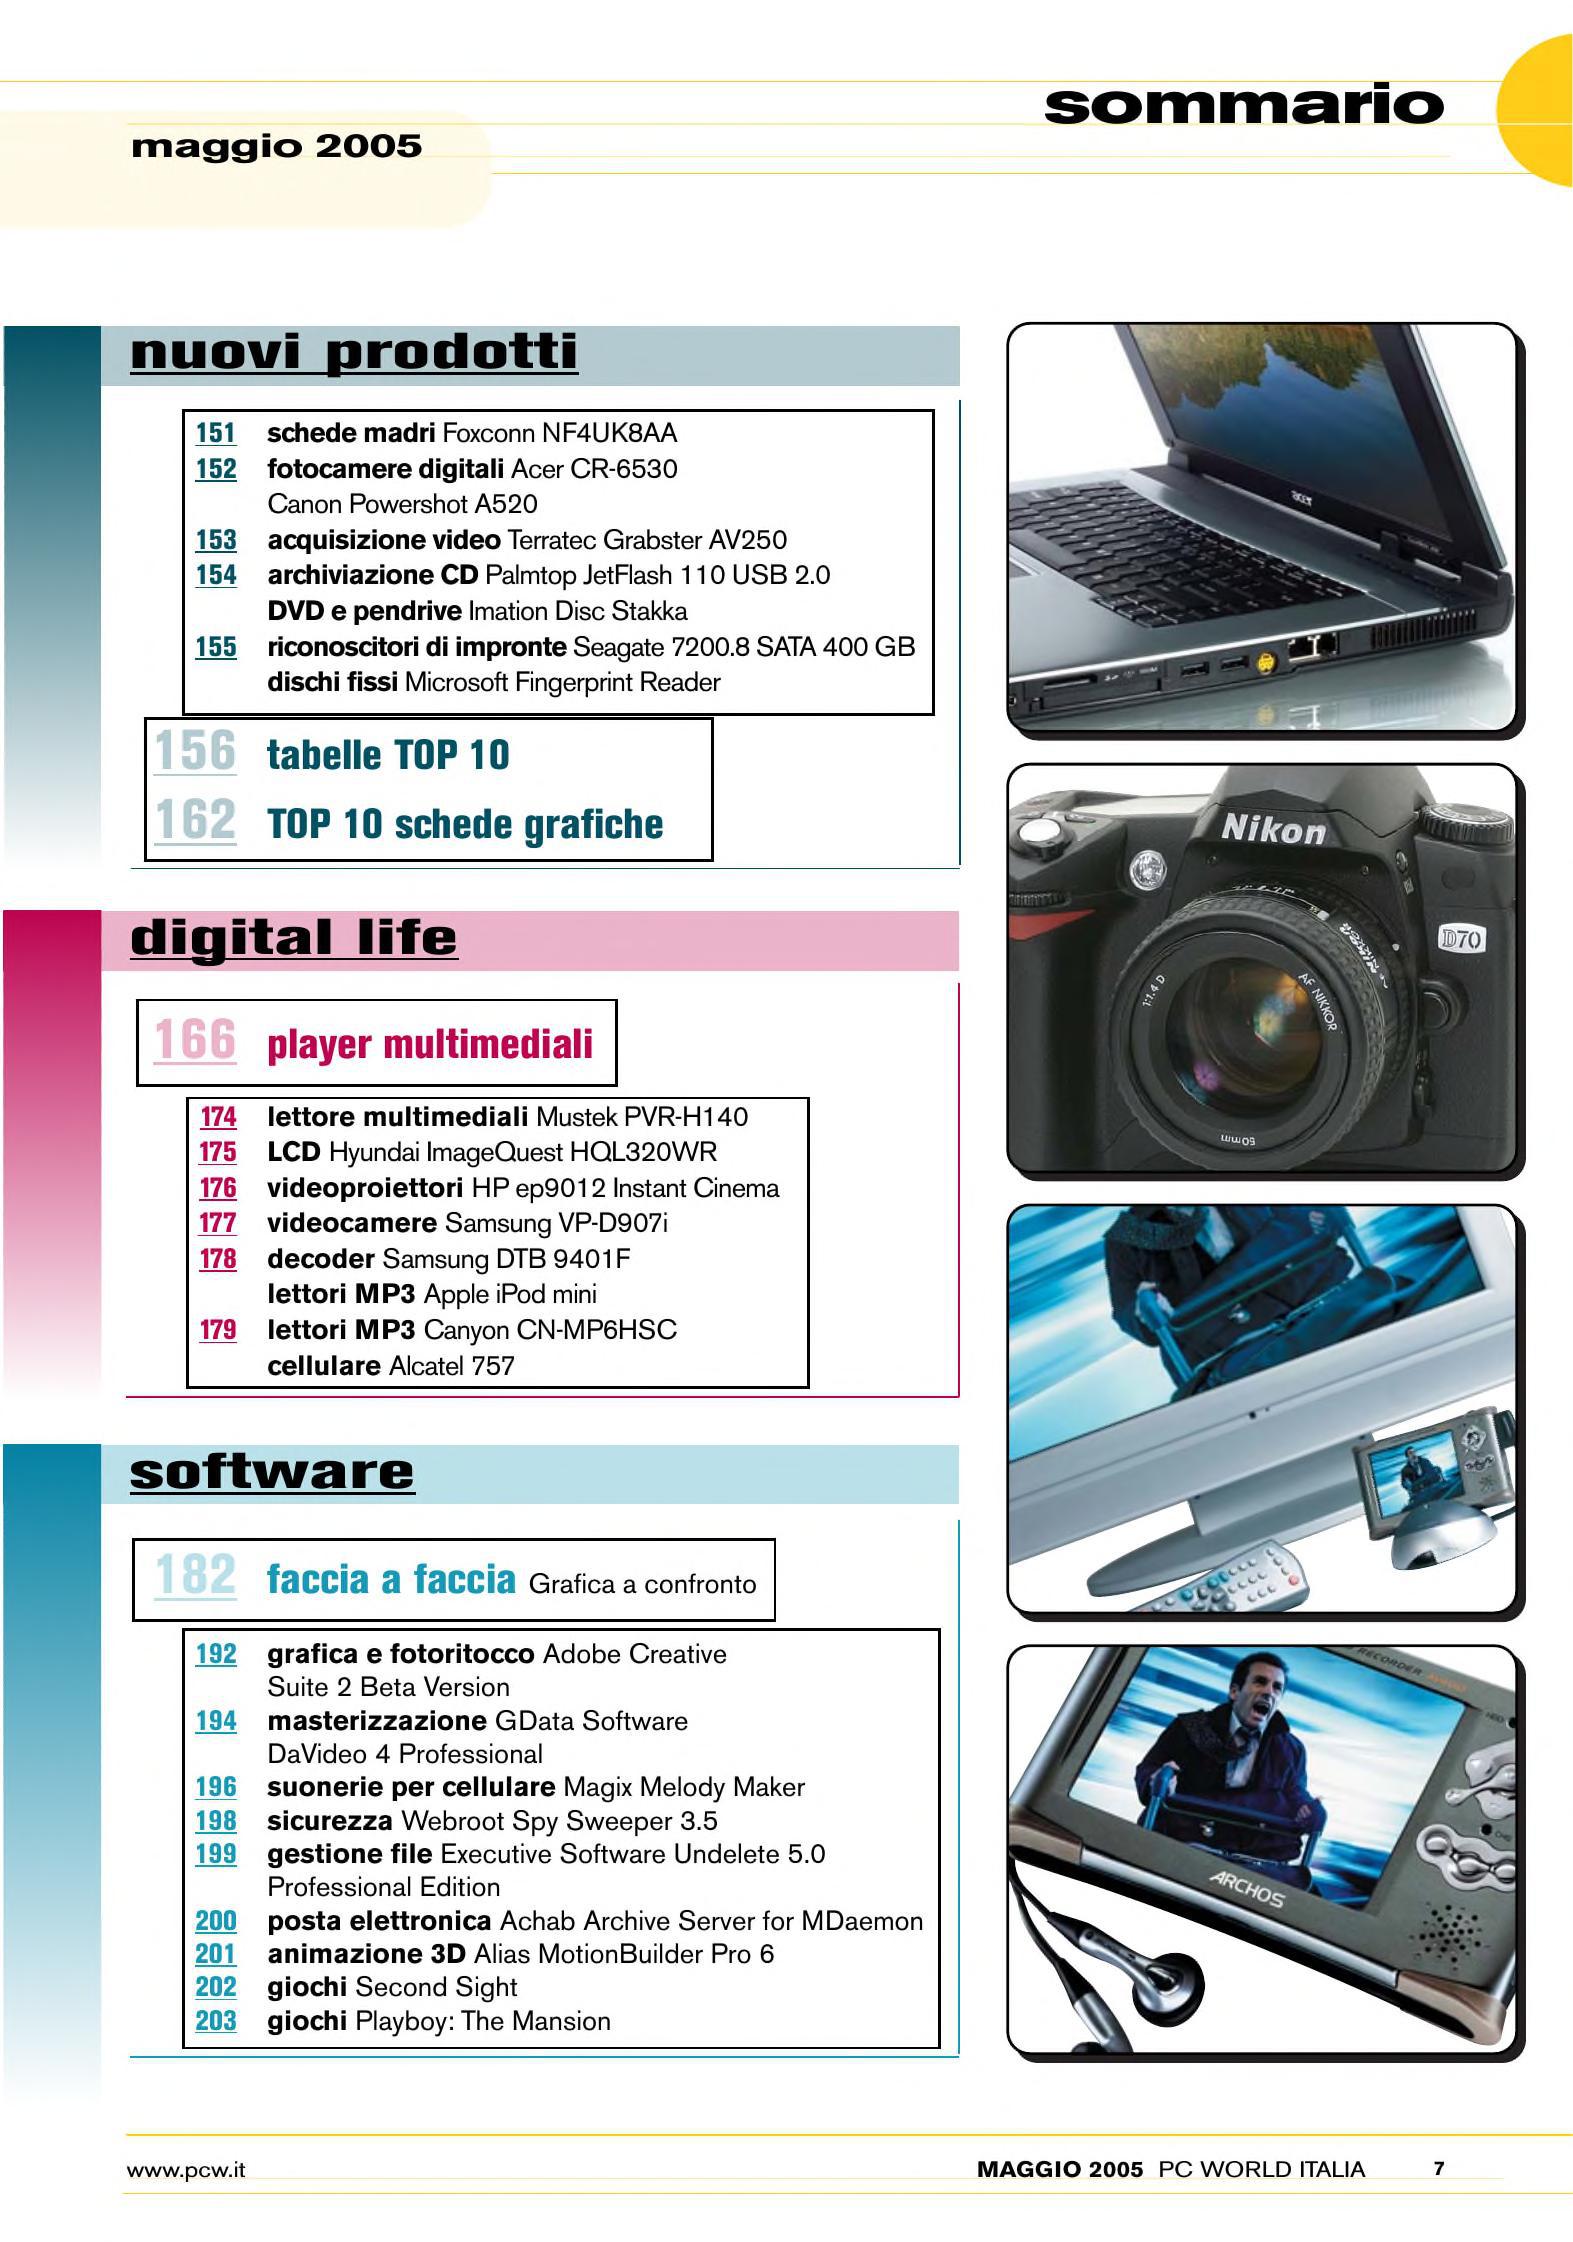 sommario
maggio 2005
nuovi prodotti
151 schede madri Foxconn NF4UK8AA
152 fotocamere digitali Acer CR-6530
Canon Powershot A520
153 acquisizione video Terratec Grabster AV250
154 archiviazione CD Palmtop JetFlash 110 USB 2.0
DVD e pendrive Imation Disc Stakka
155 riconoscitori di impronte Seagate 7200.8 SATA 400 GB
dischi fissi Microsoft Fingerprint Reader
156 tabelle TOP 10
162 TOP 10 schede grafiche
digital life
166 player multimediali
174 lettore multimediali Mustek PVR-H140
175 LCD Hyundai ImageQuest HQL320WR
176 videoproiettori HP ep9012 Instant Cinema
177 videocamere Samsung VP-D907i
178 decoder Samsung DTB 9401F
lettori MP3 Apple iPod mini
179 lettori MP3 Canyon CN-MP6HSC
cellulare Alcatel 757
software
182 faccia a faccia Grafica a confronto
192 grafica e fotoritocco Adobe Creative
Suite 2 Beta Version
194 masterizzazione GData Software
DaVideo 4 Professional
196 suonerie per cellulare Magix Melody Maker
198 sicurezza Webroot Spy Sweeper 3.5
199 gestione file Executive Software Undelete 5.0
Professional Edition
200 posta elettronica Achab Archive Server for MDaemon
201 animazione 3D Alias MotionBuilder Pro 6
202 giochi Second Sight
203 giochi Playboy: The Mansion
acer
Nikon
D70
1:1.4 D
AF NIKKOR
50mm
RECORDER
HDD
ARCHOS
www.pcw.it
MAGGIO 2005 PC WORLD ITALIA 7